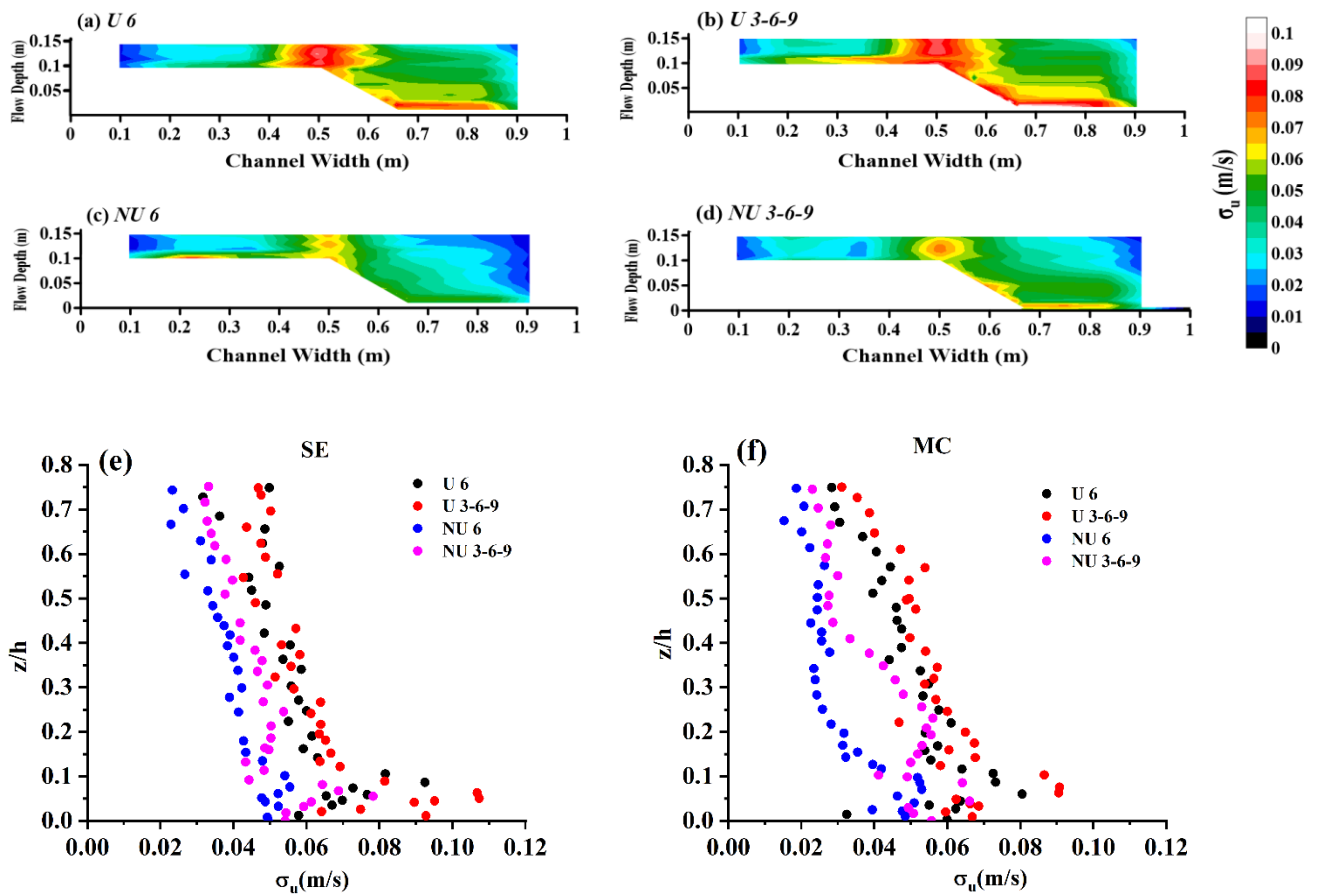 (a) U 6
Flow Depth (m)
0.15
0.1
0.05
0 0.1 0.2 0.3 0.4 0.5 0.6 0.7 0.8 0.9 1
Channel Width (m)
(b) U 3-6-9
Flow Depth (m)
0.15
0.1
0.05
0 0.1 0.2 0.3 0.4 0.5 0.6 0.7 0.8 0.9 1
Channel Width (m)
(c) NU 6
Flow Depth (m)
0.15
0.1
0.05
0
0.1 0.2 0.3 0.4 0.5 0.6 0.7 0.8 0.9 1
Channel Width (m)
(d) NU 3-6-9
Flow Depth (m)
0.15
0.1
0.05
0
0.1 0.2 0.3 0.4 0.5 0.6 0.7 0.8 0.9 1
Channel Width (m)
0.1
0.09
0.08
0.07
0.06
0.05
0.04
0.03
0.02
0.01
0
σu (m/s)
(e)
SE
U 6
U 3-6-9
NU 6
NU 3-6-9
z/h
0.8
0.7
0.6
0.5
0.4
0.3
0.2
0.1
0.0
0.00 0.02 0.04 0.06 0.08 0.10 0.12
σu(m/s)
(f)
MC
U 6
U 3-6-9
NU 6
NU 3-6-9
z/h
0.8
0.7
0.6
0.5
0.4
0.3
0.2
0.1
0.0
0.00 0.02 0.04 0.06 0.08 0.10 0.12
σu(m/s)